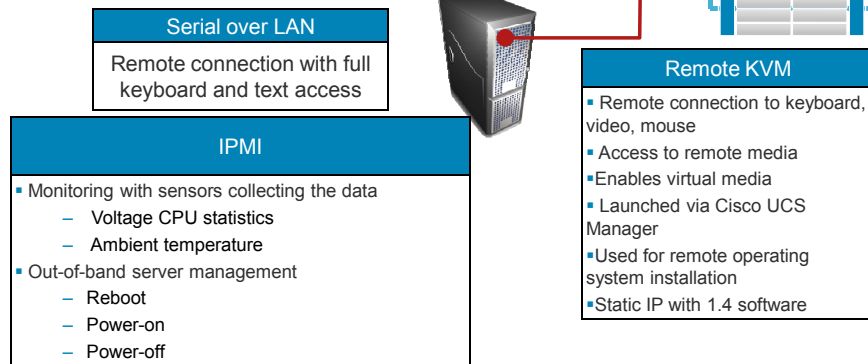 Serial over LAN
Remote connection with full
keyboard and text access
IPMI
▪ Monitoring with sensors collecting the data
– Voltage CPU statistics
– Ambient temperature
▪ Out-of-band server management
– Reboot
– Power-on
– Power-off
Remote KVM
▪ Remote connection to keyboard,
video, mouse
▪ Access to remote media
▪Enables virtual media
▪ Launched via Cisco UCS
Manager
▪Used for remote operating
system installation
▪Static IP with 1.4 software